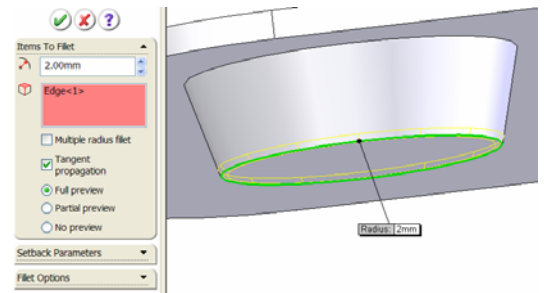 Items To Fillet
2.00mm
Edge<1>
Multiple radius fillet
Tangent
propagation
Full preview
Partial preview
No preview
Setback Parameters
Fillet Options
Radius: 2mm